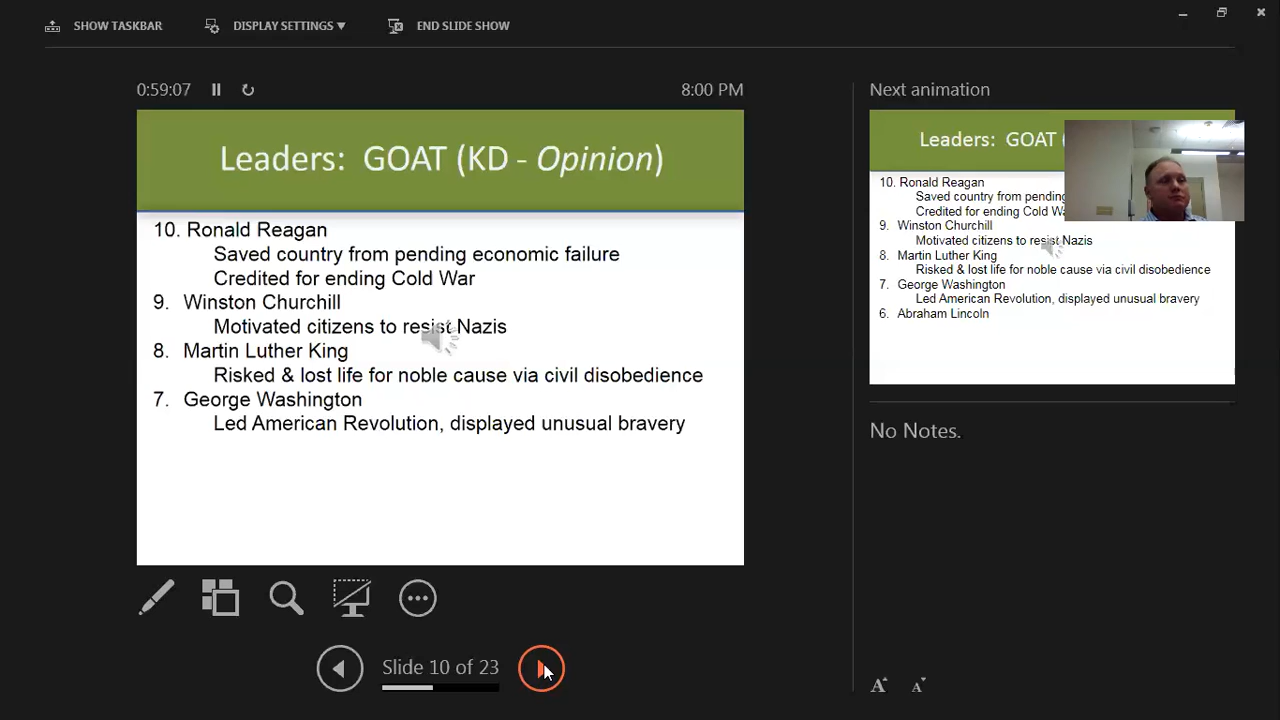 SHOW TASKBAR
DISPLAY SETTINGS ▼
END SLIDE SHOW
0:59:07
8:00 PM
Leaders: GOAT (KD - Opinion)
10. Ronald Reagan
Saved country from pending economic failure
Credited for ending Cold War
9. Winston Churchill
Motivated citizens to resist Nazis
8. Martin Luther King
Risked & lost life for noble cause via civil disobedience
7. George Washington
Led American Revolution, displayed unusual bravery
Slide 10 of 23
Next animation
Leaders: GOAT (
10. Ronald Reagan
Saved country from pending
Credited for ending Cold Wa
9. Winston Churchill
Motivated citizens to resist Nazis
8. Martin Luther King
Risked & lost life for noble cause via civil disobedience
7. George Washington
Led American Revolution, displayed unusual bravery
6. Abraham Lincoln
No Notes.
A A